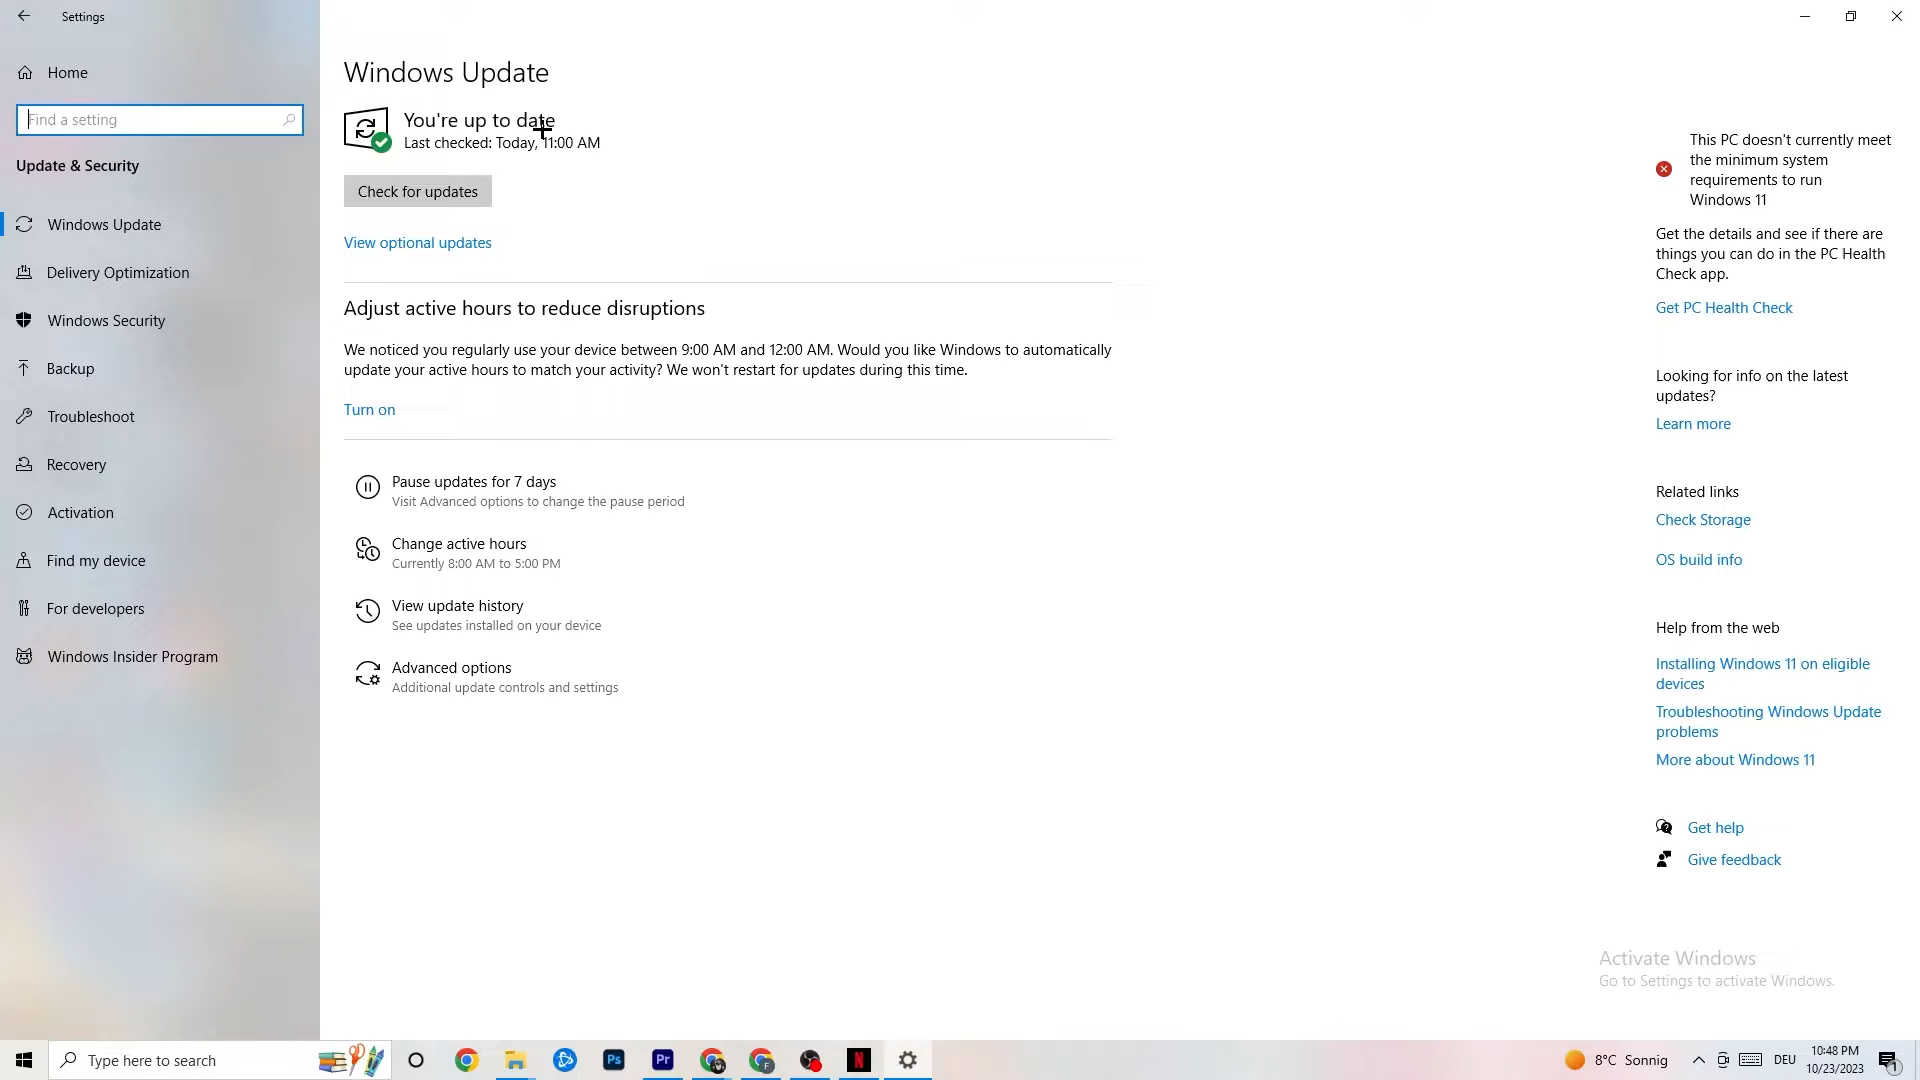 Settings
Home
Find a setting
Update & Security
Windows Update
Delivery Optimization
Windows Security
Backup
Troubleshoot
Recovery
Activation
Find my device
For developers
Windows Insider Program
Windows Update
You're up to date
Last checked: Today, 11:00 AM
Check for updates
View optional updates
Adjust active hours to reduce disruptions
We noticed you regularly use your device between 9:00 AM and 12:00 AM. Would you like Windows to automatically
update your active hours to match your activity? We won't restart for updates during this time.
Turn on
Pause updates for 7 days
Visit Advanced options to change the pause period
Change active hours
Currently 8:00 AM to 5:00 PM
View update history
See updates installed on your device
Advanced options
Additional update controls and settings
This PC doesn't currently meet
the minimum system
requirements to run
Windows 11
Get the details and see if there are
things you can do in the PC Health
Check app.
Get PC Health Check
Looking for info on the latest
updates?
Learn more
Related links
Check Storage
OS build info
Help from the web
Installing Windows 11 on eligible
devices
Troubleshooting Windows Update
problems
More about Windows 11
Get help
Give feedback
Activate Windows
Go to Settings to activate Windows.
Type here to search
Ps
Pr
F
N
8°C Sonnig
DEU
10:48 PM
10/23/2023
1